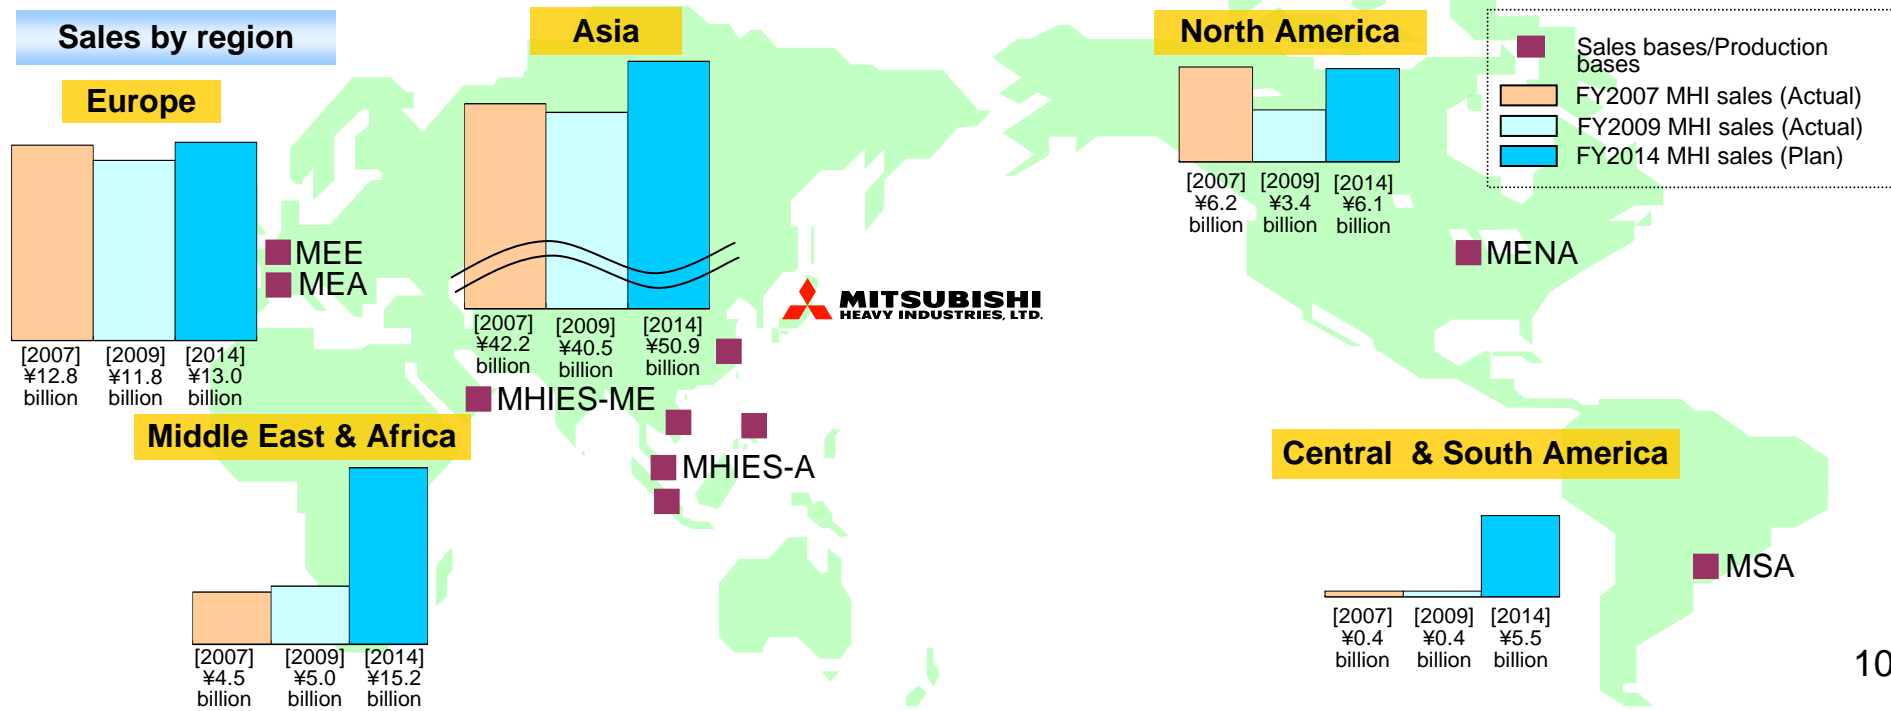 Sales by region
Europe
[2007]
¥12.8
billion
[2009]
¥11.8
billion
[2014]
¥13.0
billion
MEE
MEA
Asia
[2007]
¥42.2
billion
[2009]
¥40.5
billion
[2014]
¥50.9
billion
MITSUBISHI
HEAVY INDUSTRIES, LTD.
MHIES-ME
MHIES-A
Middle East & Africa
[2007]
¥4.5
billion
[2009]
¥5.0
billion
[2014]
¥15.2
billion
North America
[2007]
¥6.2
billion
[2009]
¥3.4
billion
[2014]
¥6.1
billion
MENA
Sales bases/Production
bases
FY2007 MHI sales (Actual)
FY2009 MHI sales (Actual)
FY2014 MHI sales (Plan)
Central & South America
[2007]
¥0.4
billion
[2009]
¥0.4
billion
[2014]
¥5.5
billion
MSA
10